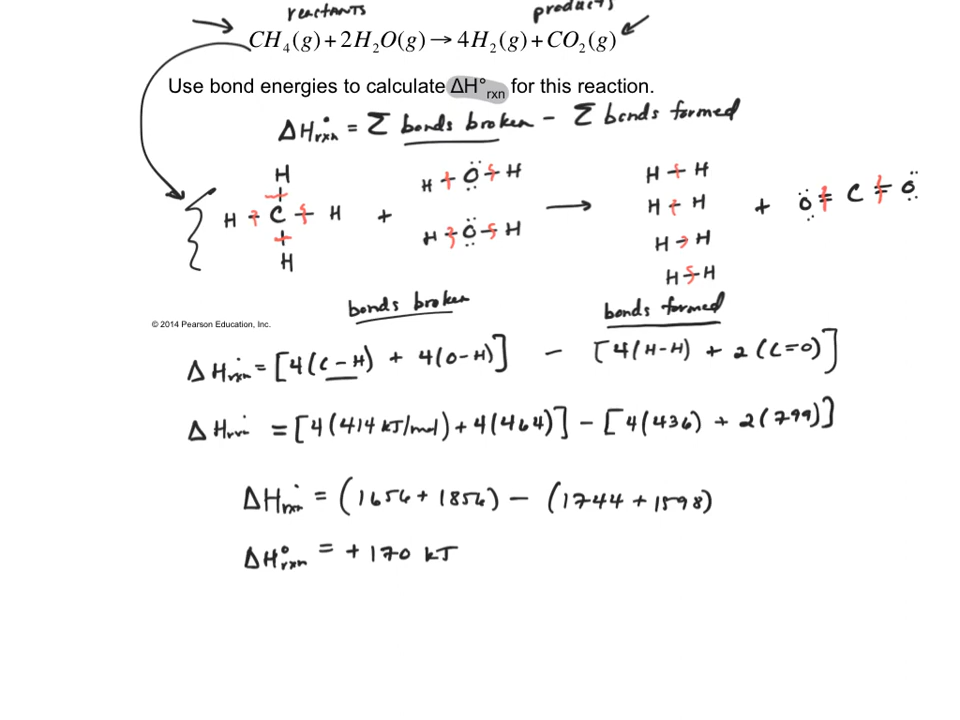 reactants products
CH₄(g)+2H₂O(g)→4H₂(g)+CO₂(g)
Use bond energies to calculate ΔH°rxn for this reaction.
ΔH°rxn = Σ bonds broken − Σ bonds formed
H H + O + H H + H
H + C + H + H + H + O = C = O
H H + O + H H + H
H + H
bonds broken bonds formed
© 2014 Pearson Education, Inc.
ΔH°rxn = [4(C−H) + 4(O−H)] − [4(H−H) + 2(C=O)]
ΔH°rxn = [4(414 kJ/mol) + 4(464)] − [4(436) + 2(799)]
ΔH°rxn = (1656 + 1856) − (1744 + 1598)
ΔH°rxn = +170 kJ